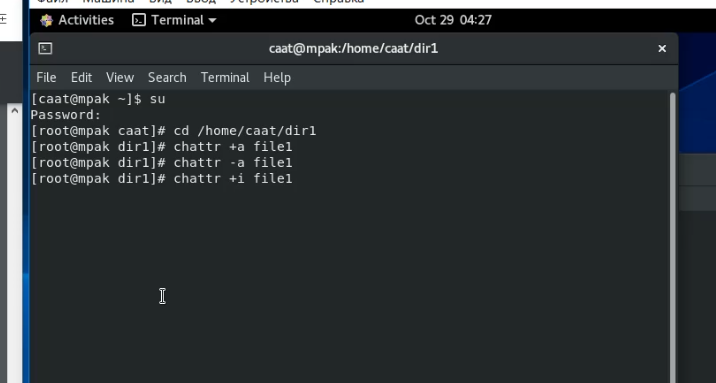 Файл Машина Вид Ввод Устройства Справка
Activities Terminal Oct 29 04:27
caat@mpak:/home/caat/dir1
File Edit View Search Terminal Help
[caat@mpak ~]$ su
Password:
[root@mpak caat]# cd /home/caat/dir1
[root@mpak dir1]# chattr +a file1
[root@mpak dir1]# chattr -a file1
[root@mpak dir1]# chattr +i file1